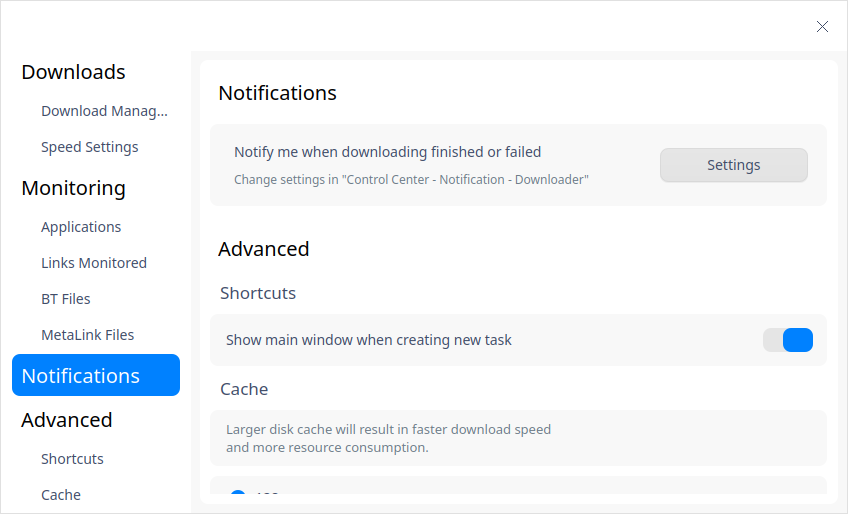 Downloads
Download Manag...
Speed Settings
Monitoring
Applications
Links Monitored
BT Files
MetaLink Files
Notifications
Advanced
Shortcuts
Cache
Notifications
Notify me when downloading finished or failed
Change settings in "Control Center - Notification - Downloader"
Settings
Advanced
Shortcuts
Show main window when creating new task
Cache
Larger disk cache will result in faster download speed
and more resource consumption.